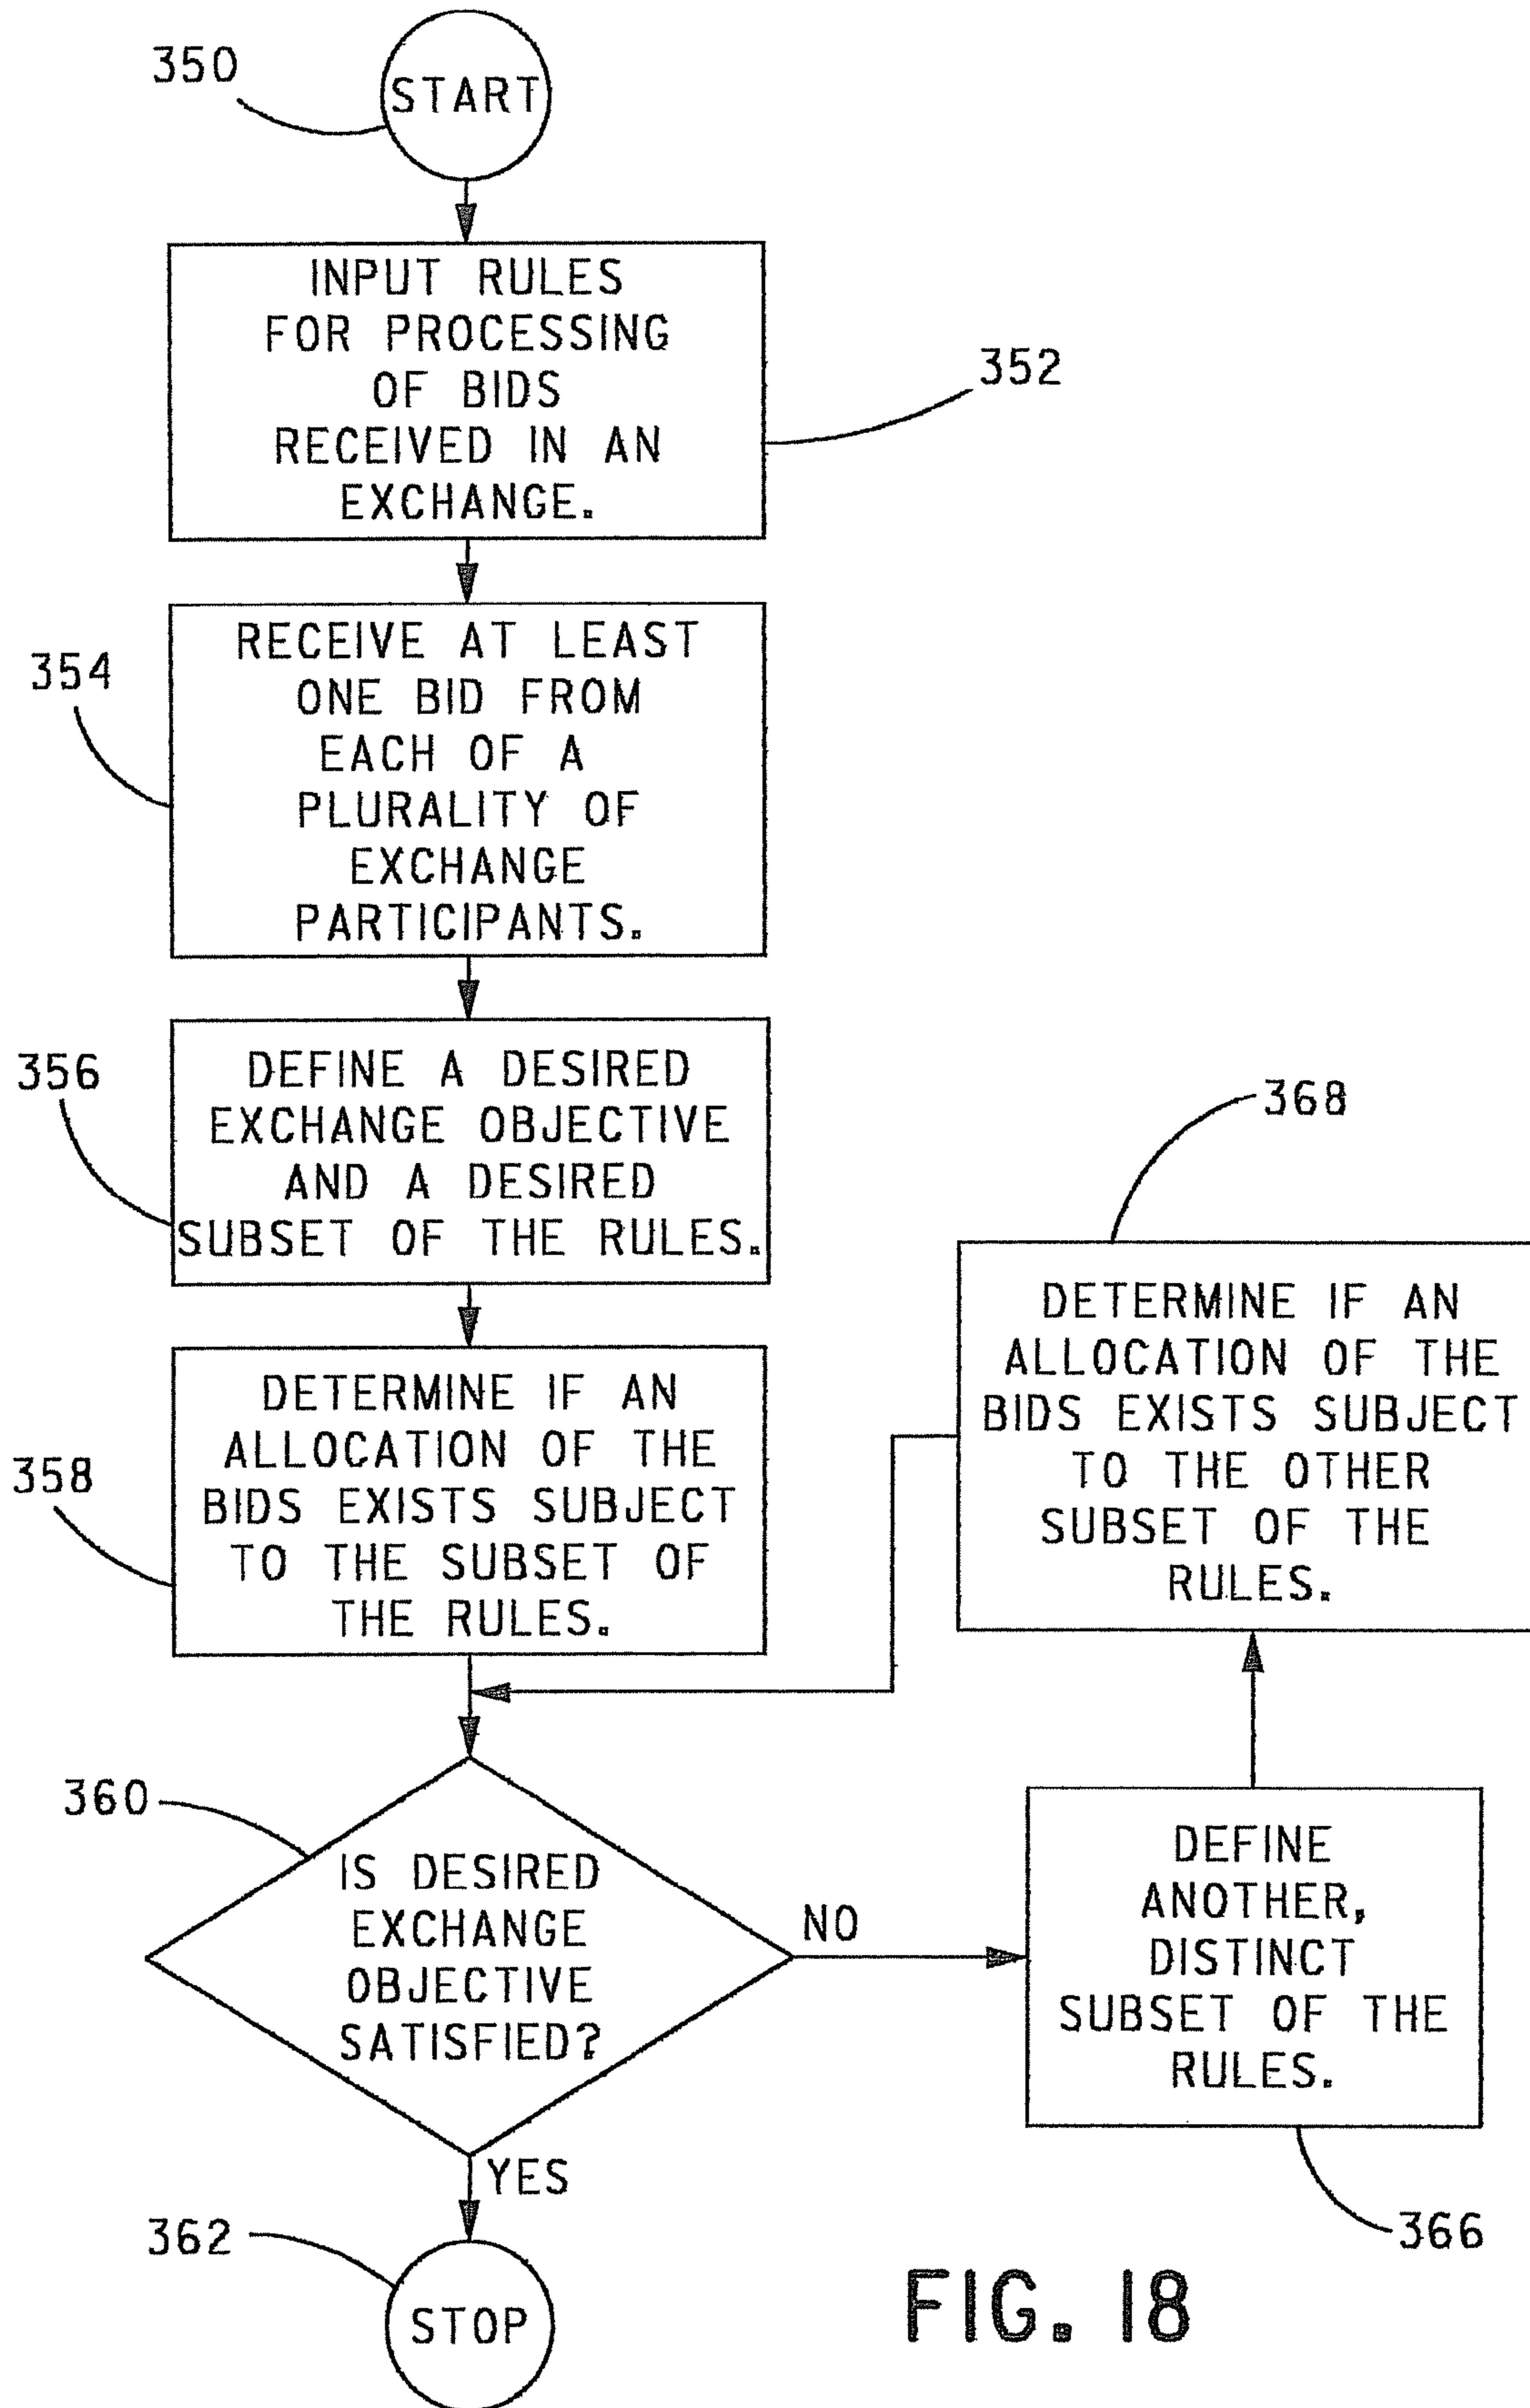 350
START
INPUT RULES
FOR PROCESSING
OF BIDS
RECEIVED IN AN
EXCHANGE.
352
354
RECEIVE AT LEAST
ONE BID FROM
EACH OF A
PLURALITY OF
EXCHANGE
PARTICIPANTS.
356
DEFINE A DESIRED
EXCHANGE OBJECTIVE
AND A DESIRED
SUBSET OF THE RULES.
358
DETERMINE IF AN
ALLOCATION OF THE
BIDS EXISTS SUBJECT
TO THE SUBSET OF
THE RULES.
360
IS DESIRED
EXCHANGE
OBJECTIVE
SATISFIED?
NO
YES
362
STOP
368
DETERMINE IF AN
ALLOCATION OF THE
BIDS EXISTS SUBJECT
TO THE OTHER
SUBSET OF THE
RULES.
DEFINE
ANOTHER,
DISTINCT
SUBSET OF THE
RULES.
366
FIG. 18